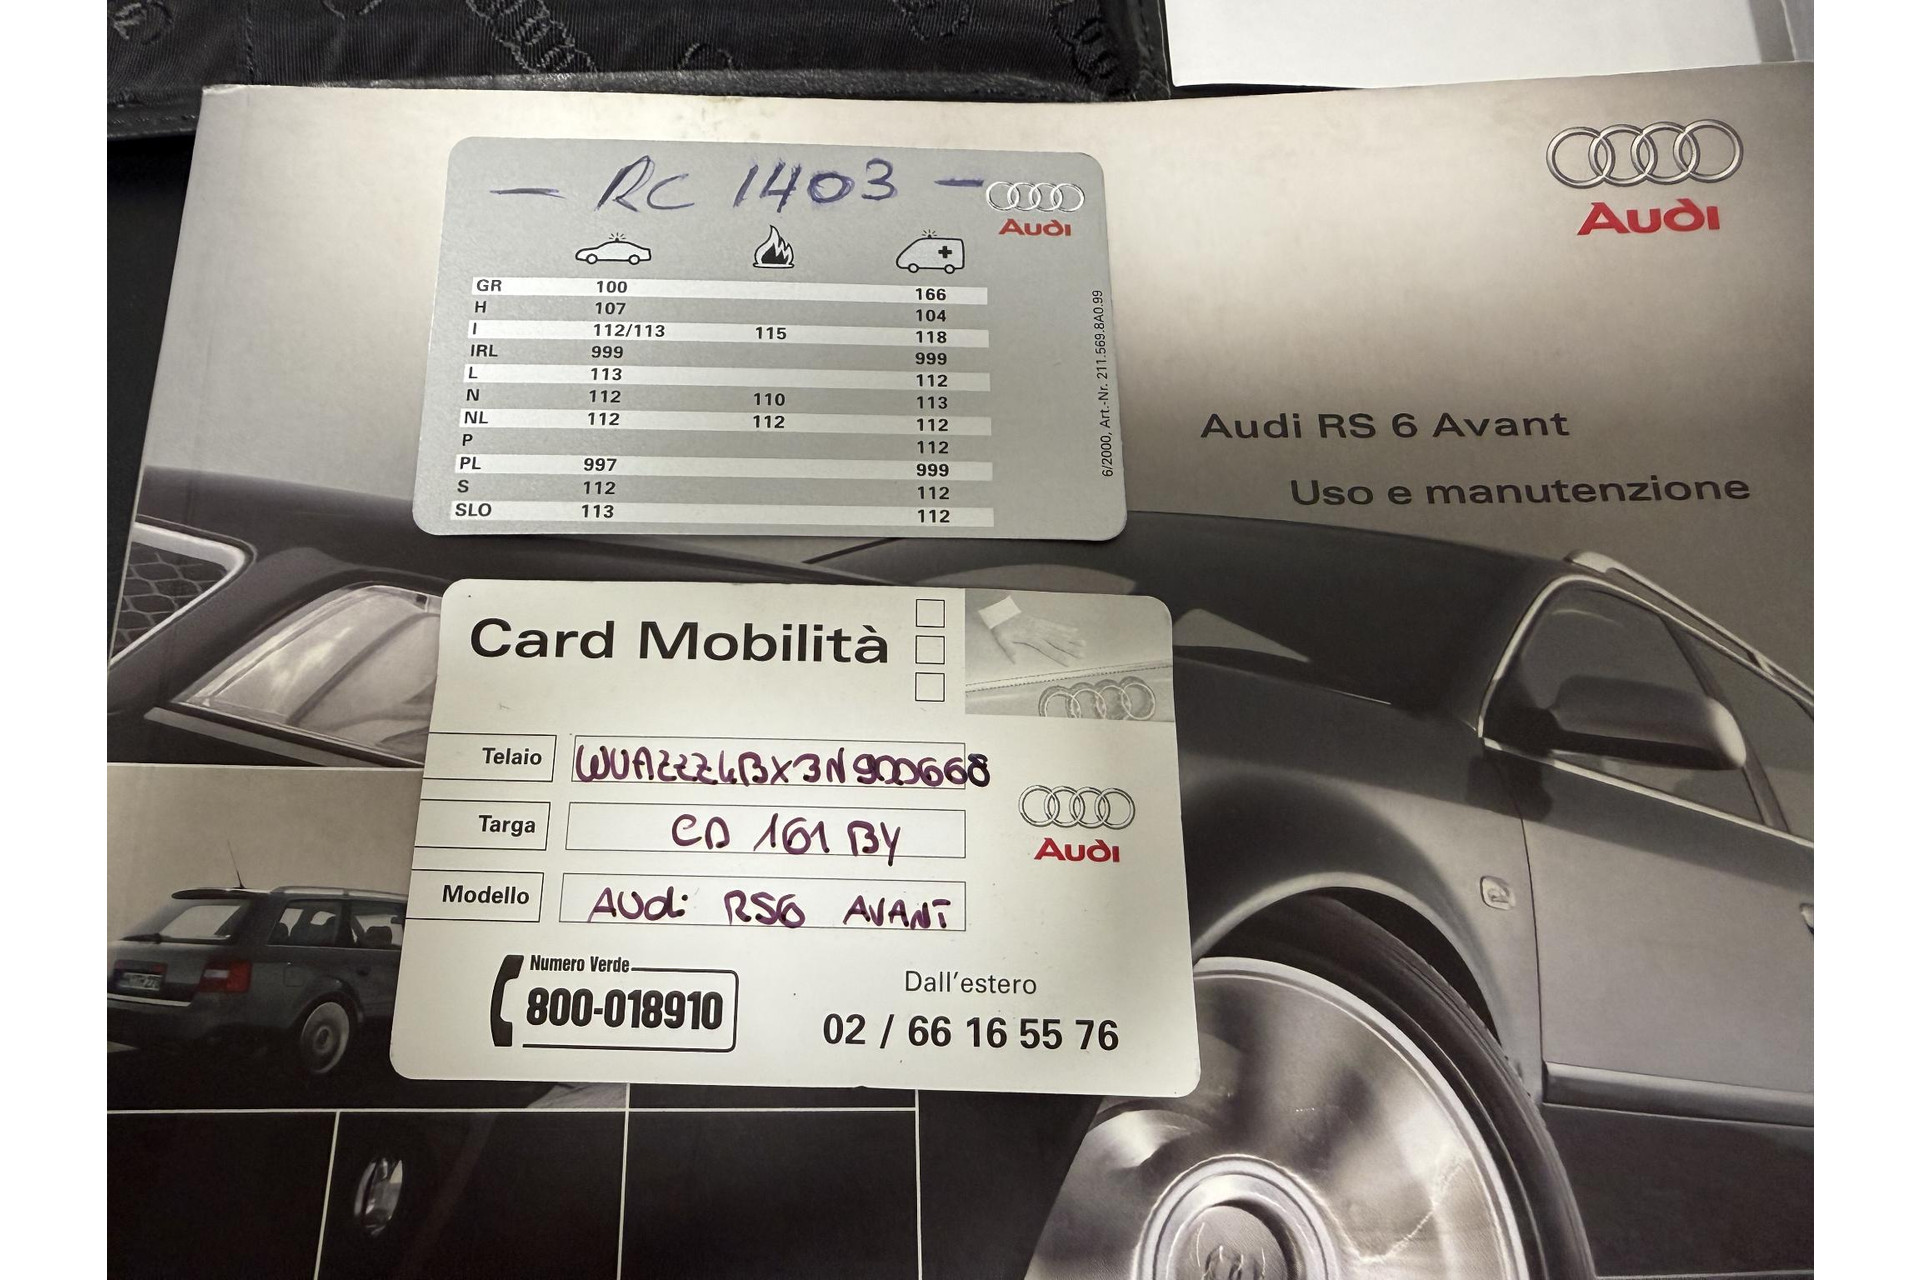 - RC 1403 -
Audi
GR 100 166
H 107 104
I 112/113 115 118
IRL 999 999
L 113 112
N 112 110 113
NL 112 112 112
P 112
PL 997 999
S 112 112
SLO 113 112
6/2000, Art.-Nr. 211.569.8A0.99
Audi
Audi RS 6 Avant
Uso e manutenzione
Card Mobilità
Telaio WUAZZZ4BX3N900668
Targa CD 161 BY
Modello AUDi RS6 AVANT
Audi
Numero Verde
800-018910
Dall'estero
02 / 66 16 55 76